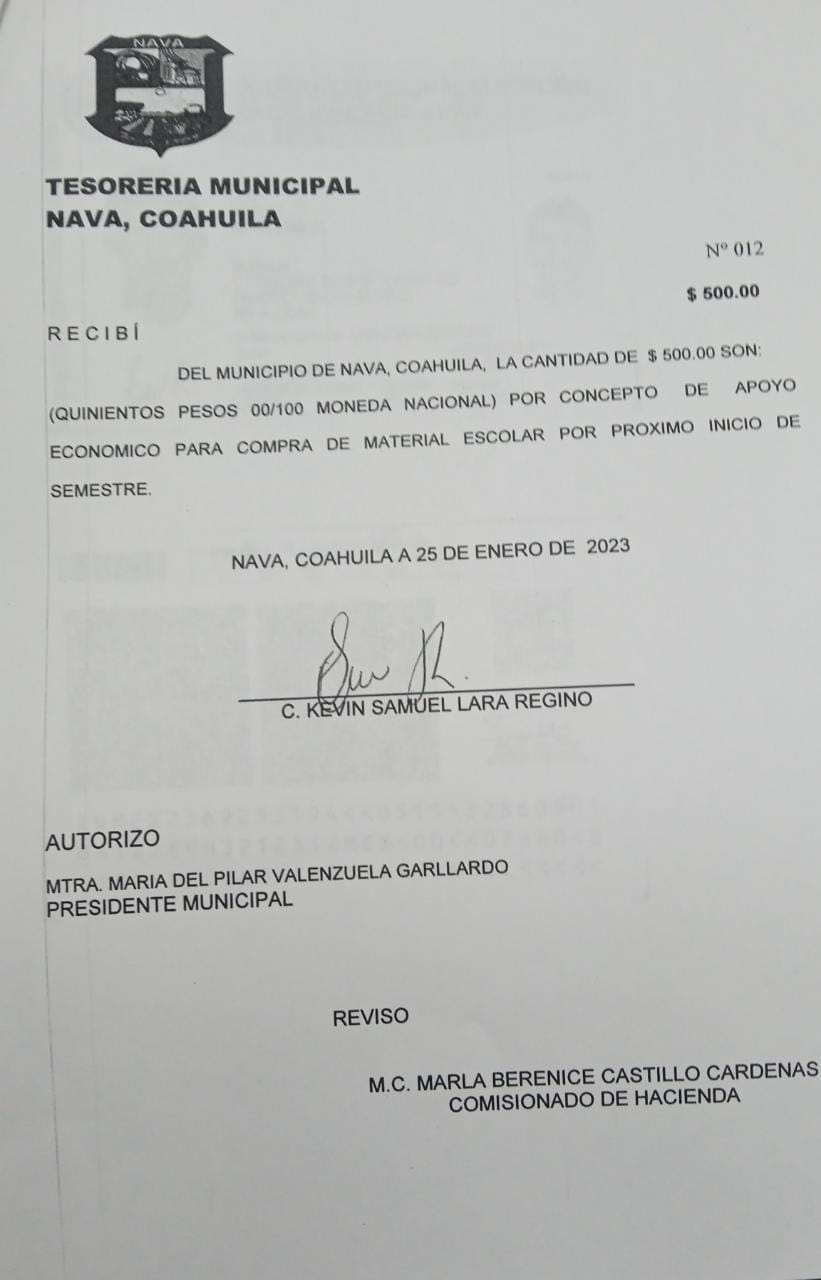 NAVA
TESORERIA MUNICIPAL
NAVA, COAHUILA
Nº 012
$ 500.00
R E C I B Í
DEL MUNICIPIO DE NAVA, COAHUILA, LA CANTIDAD DE $ 500.00 SON:
(QUINIENTOS PESOS 00/100 MONEDA NACIONAL) POR CONCEPTO DE APOYO
ECONOMICO PARA COMPRA DE MATERIAL ESCOLAR POR PROXIMO INICIO DE
SEMESTRE.
NAVA, COAHUILA A 25 DE ENERO DE 2023
C. KEVIN SAMUEL LARA REGINO
AUTORIZO
MTRA. MARIA DEL PILAR VALENZUELA GARLLARDO
PRESIDENTE MUNICIPAL
REVISO
M.C. MARLA BERENICE CASTILLO CARDENAS
COMISIONADO DE HACIENDA